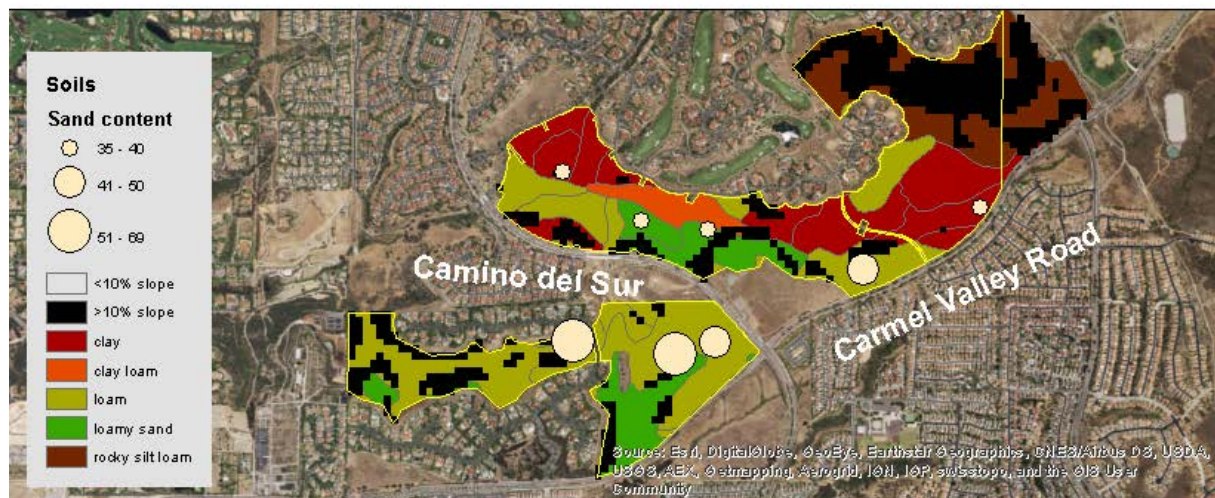 Soils
Sand content
35 - 40
41 - 50
51 - 69
<10% slope
>10% slope
clay
clay loam
loam
loamy sand
rocky silt loam
Camino del Sur
Carmel Valley Road
Source: Esri, DigitalGlobe, GeoEye, Earthstar Geographics, CNES/Airbus DS, USDA,
USGS, AEX, Getmapping, Aerogrid, IGN, IGP, swisstopo, and the GIS User
Community